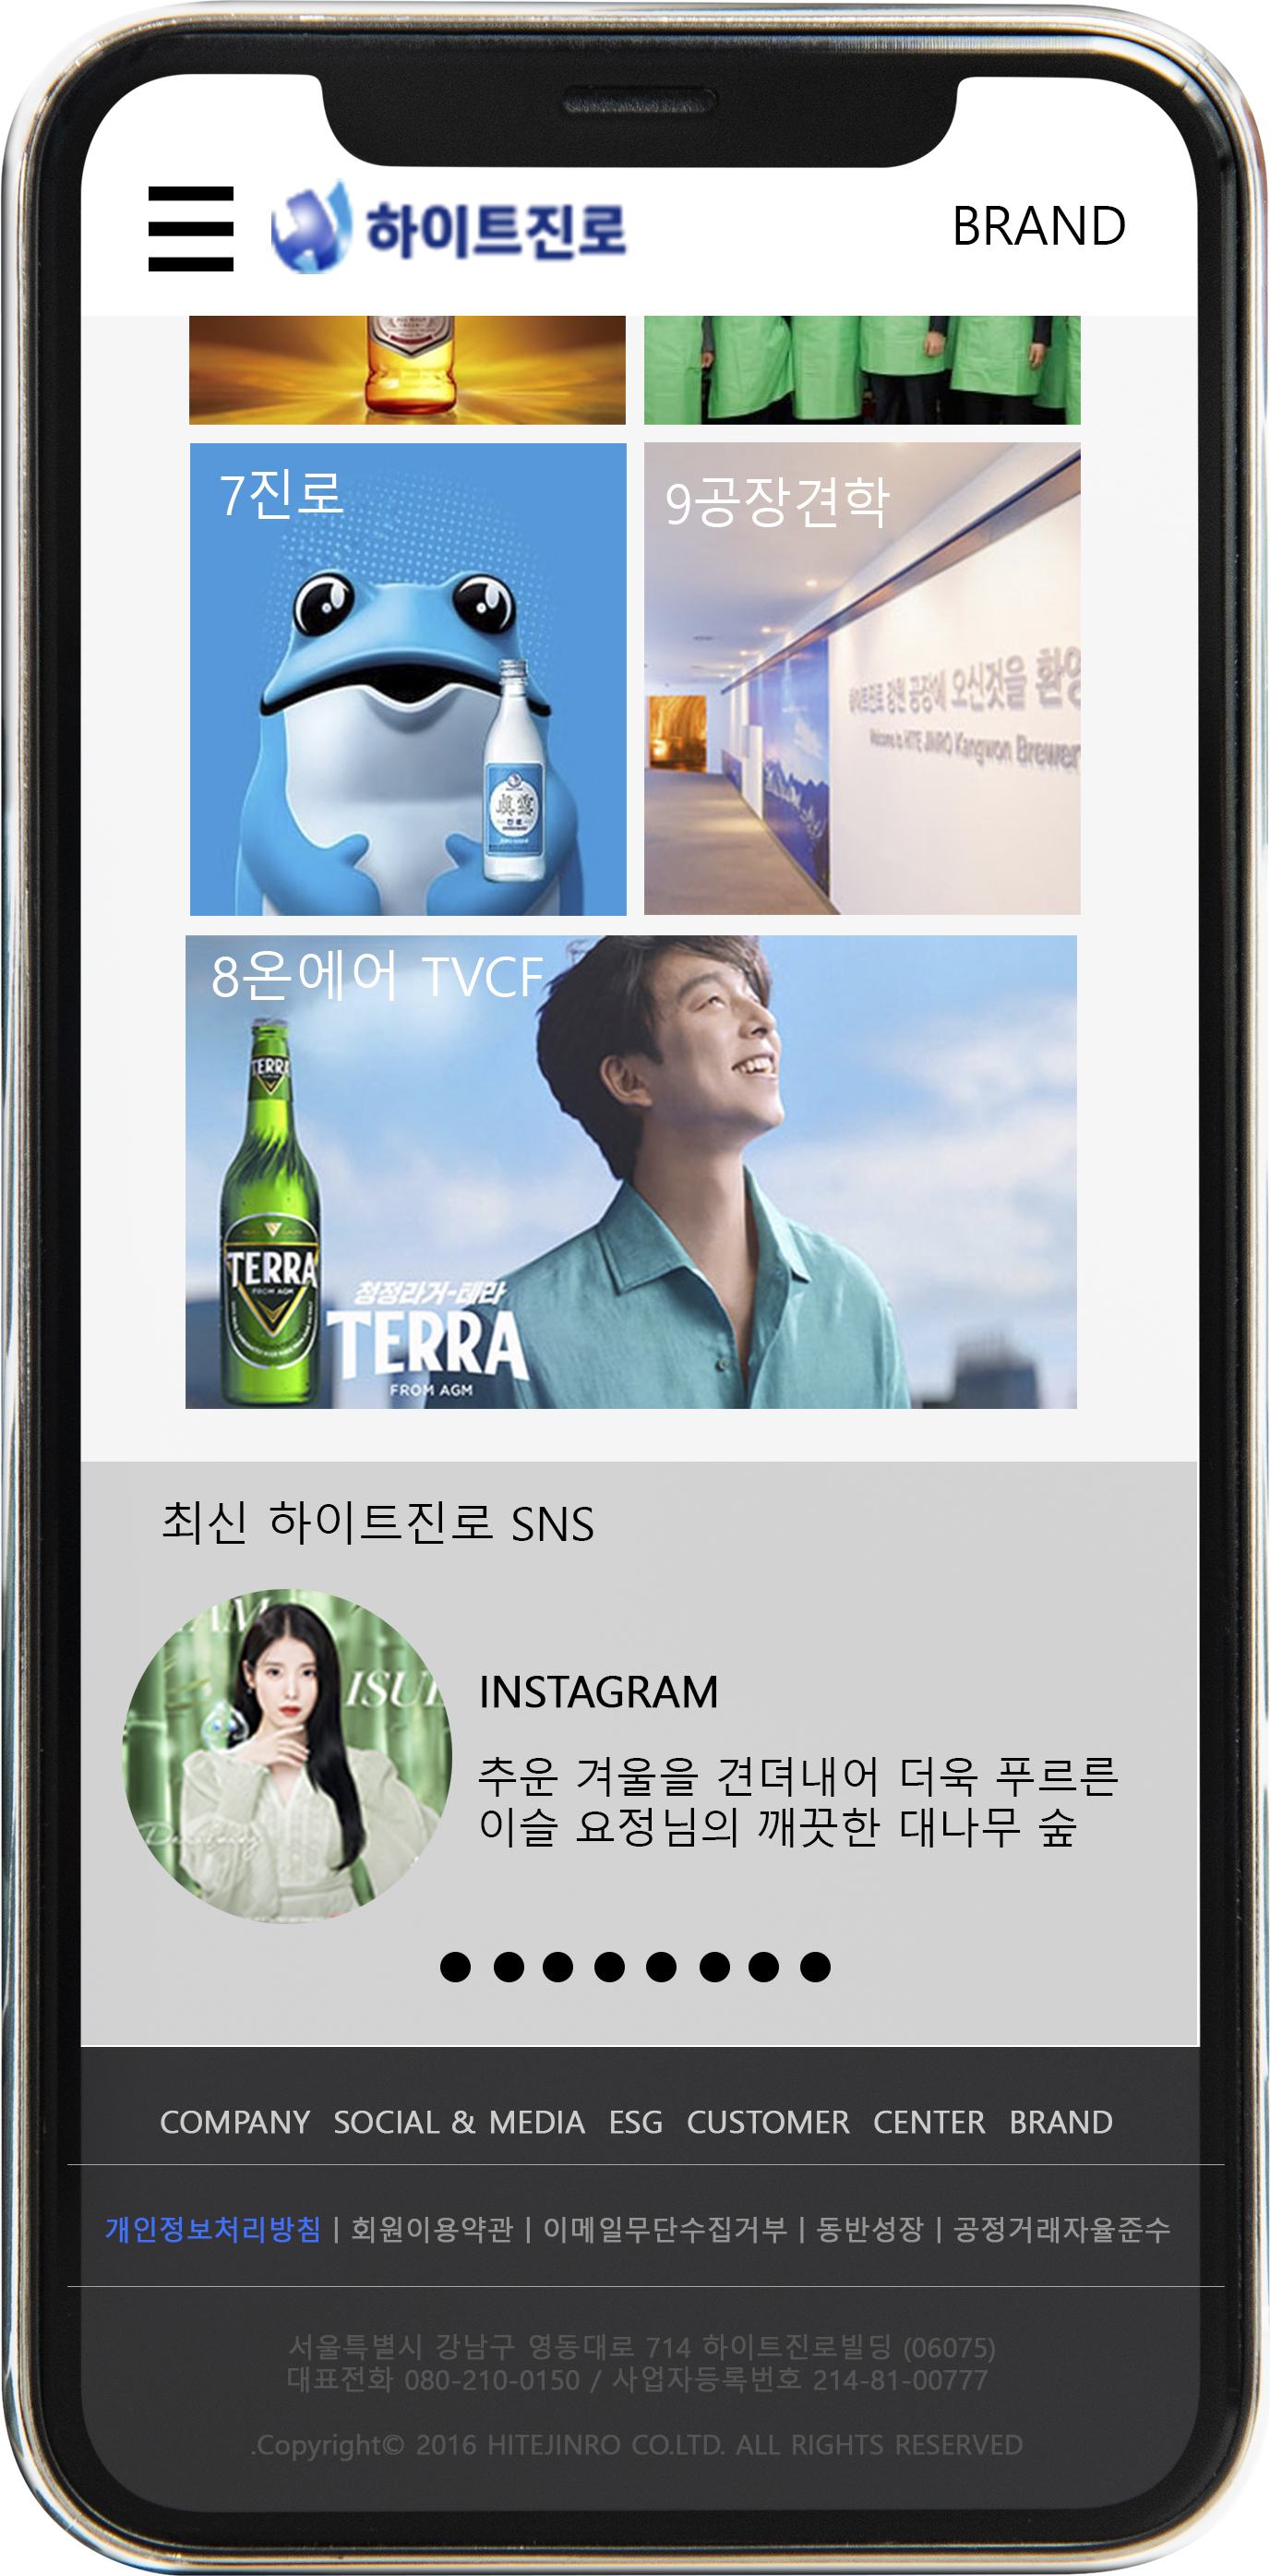 하이트진로
BRAND
7진로
9공장견학
眞露
진로
하이트진로 강원 공장에 오신것을 환영
Welcome to HITE JINRO Kangwon Brewer
8온에어 TVCF
TERRA
TERRA
FROM AGM
청정라거-테라
TERRA
FROM AGM
최신 하이트진로 SNS
ISUL
INSTAGRAM
추운 겨울을 견뎌내어 더욱 푸르른
이슬 요정님의 깨끗한 대나무 숲
COMPANY SOCIAL & MEDIA ESG CUSTOMER CENTER BRAND
개인정보처리방침 | 회원이용약관 | 이메일무단수집거부 | 동반성장 | 공정거래자율준수
서울특별시 강남구 영동대로 714 하이트진로빌딩 (06075)
대표전화 080-210-0150 / 사업자등록번호 214-81-00777
.Copyright© 2016 HITEJINRO CO.LTD. ALL RIGHTS RESERVED